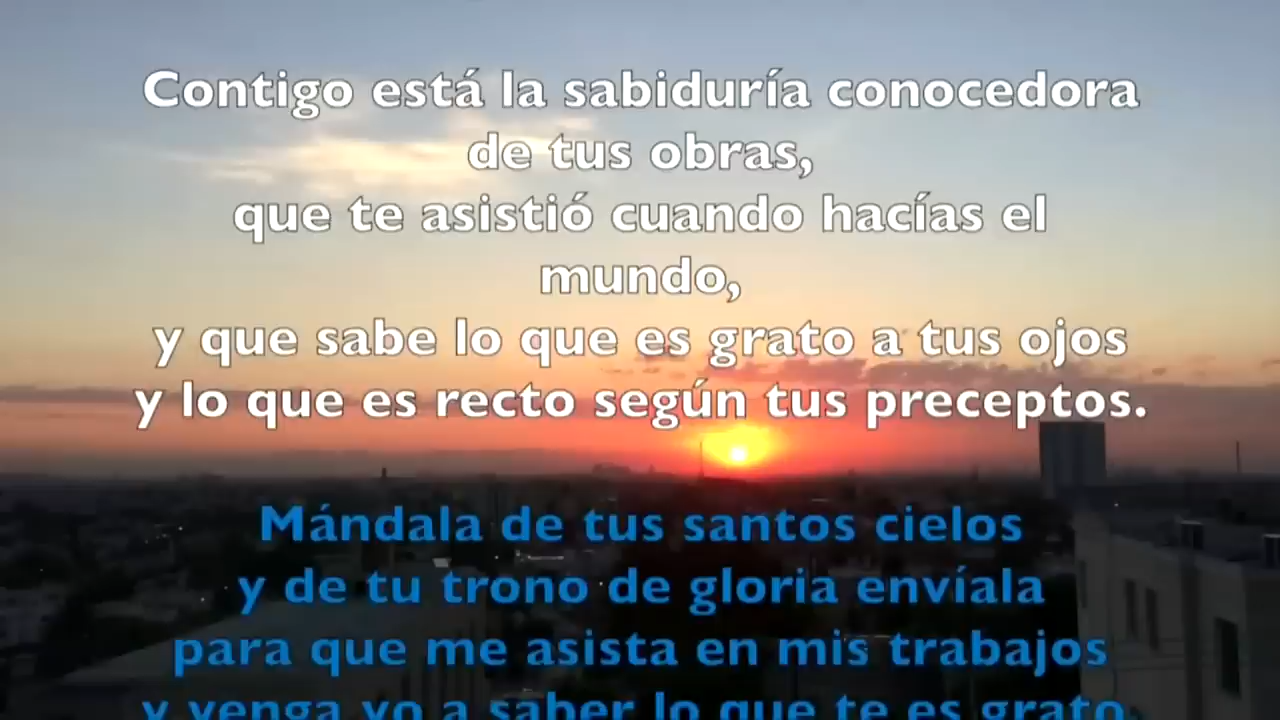 Contigo está la sabiduría conocedora
de tus obras,
que te asistió cuando hacías el
mundo,
y que sabe lo que es grato a tus ojos
y lo que es recto según tus preceptos.
Mándala de tus santos cielos
y de tu trono de gloria envíala
para que me asista en mis trabajos
y venga yo a saber lo que te es grato.